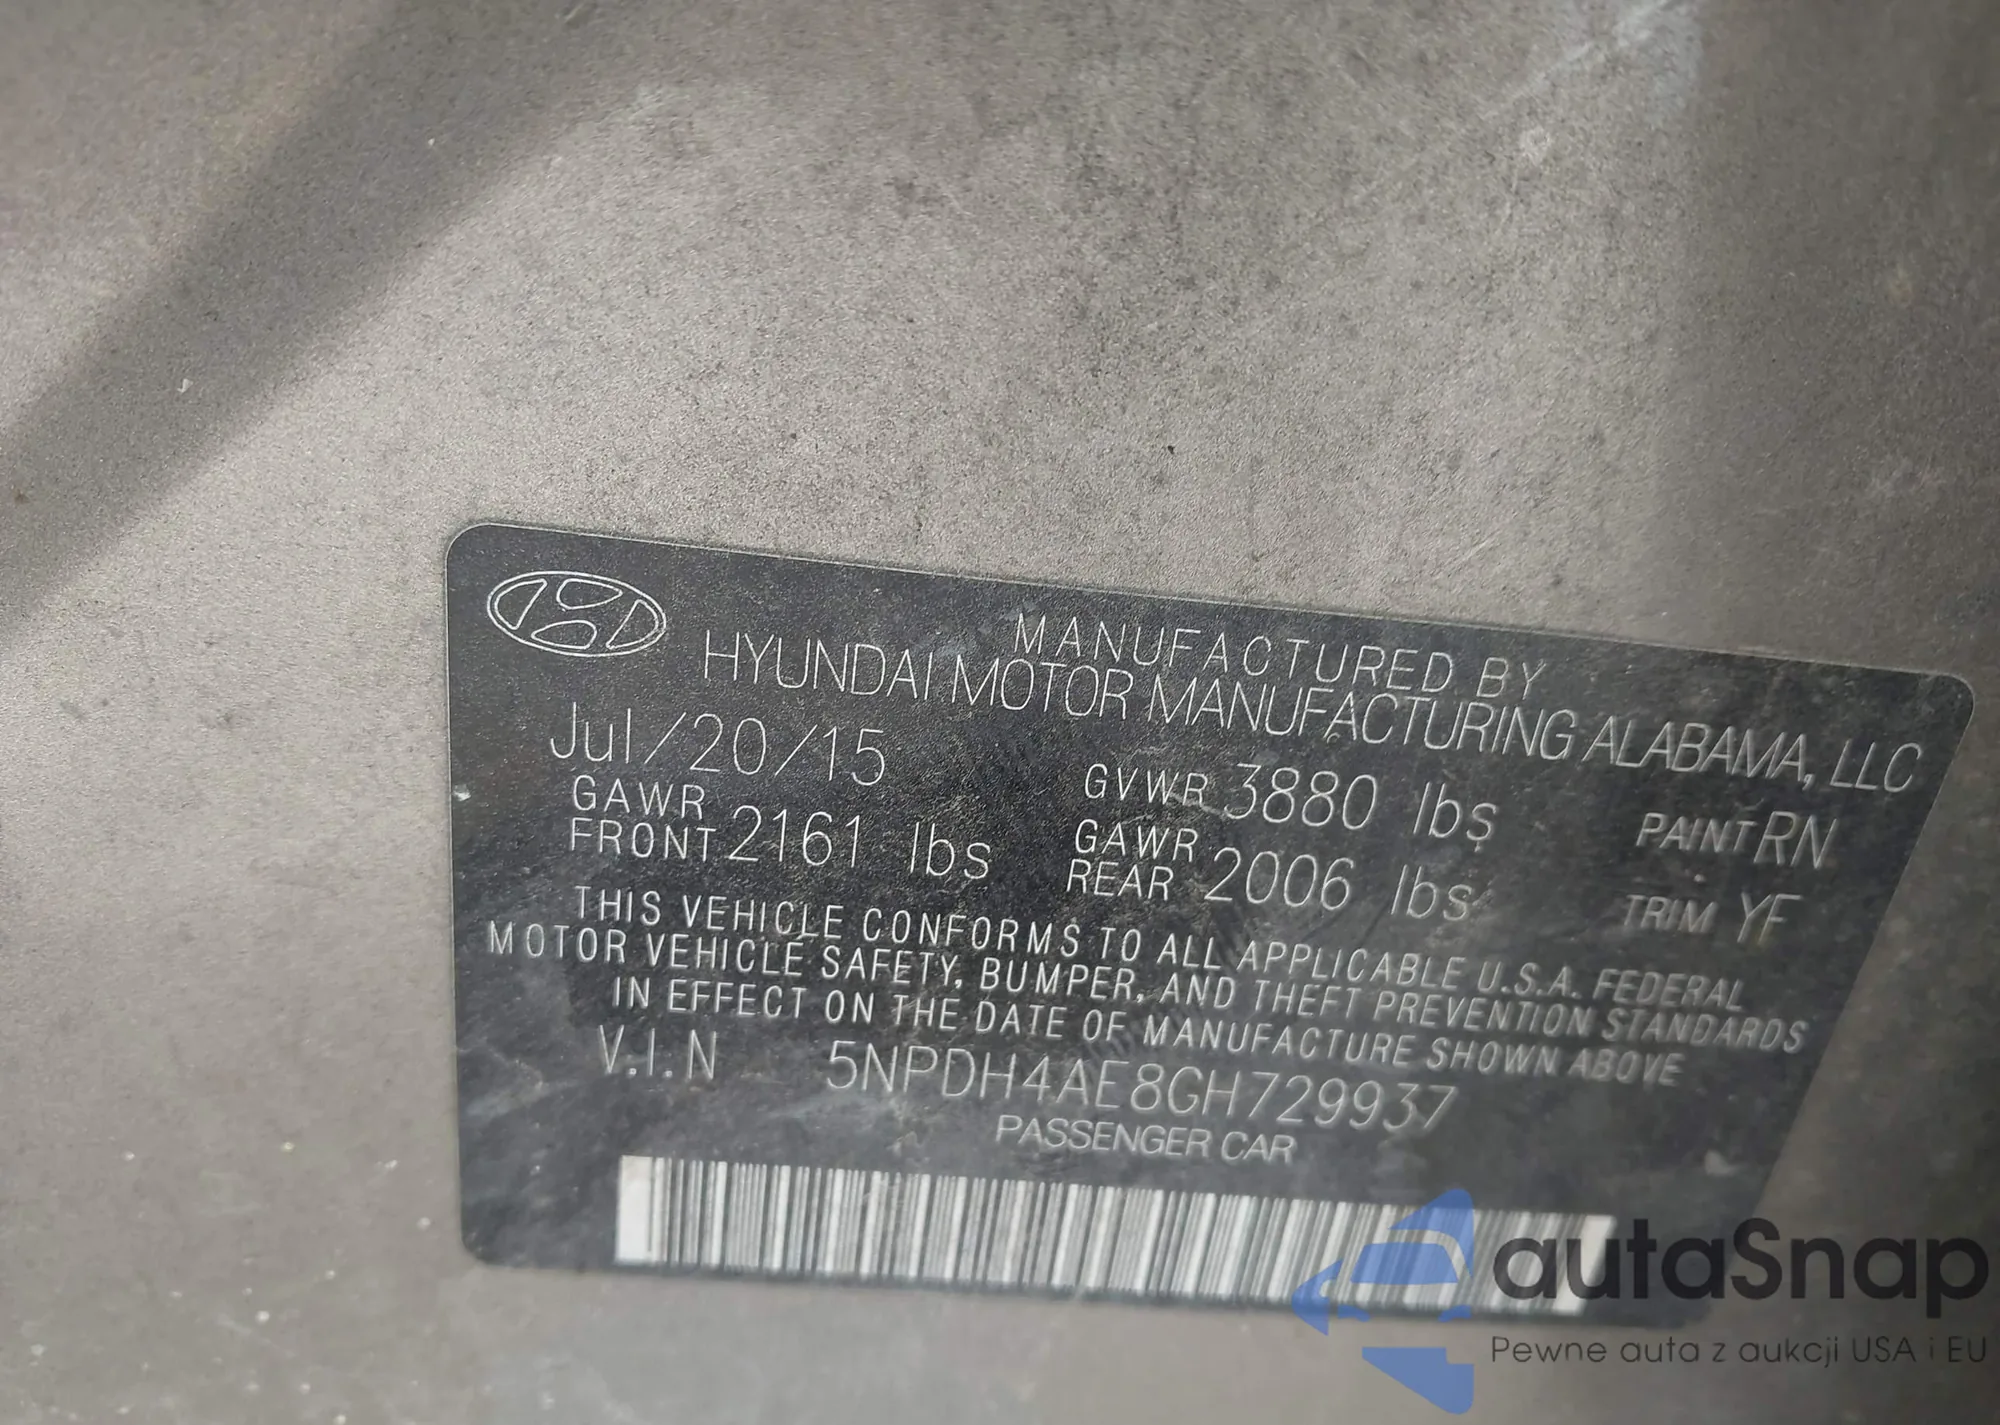 MANUFACTURED BY
HYUNDAI MOTOR MANUFACTURING ALABAMA, LLC
Jul/20/15 GVWR 3880 lbs PAINT RN
GAWR FRONT 2161 lbs GAWR REAR 2006 lbs TRIM YF
THIS VEHICLE CONFORMS TO ALL APPLICABLE U.S.A. FEDERAL
MOTOR VEHICLE SAFETY, BUMPER, AND THEFT PREVENTION STANDARDS
IN EFFECT ON THE DATE OF MANUFACTURE SHOWN ABOVE
V.I.N 5NPDH4AE8GH729937
PASSENGER CAR
autaSnap
Pewne auta z aukcji USA i EU